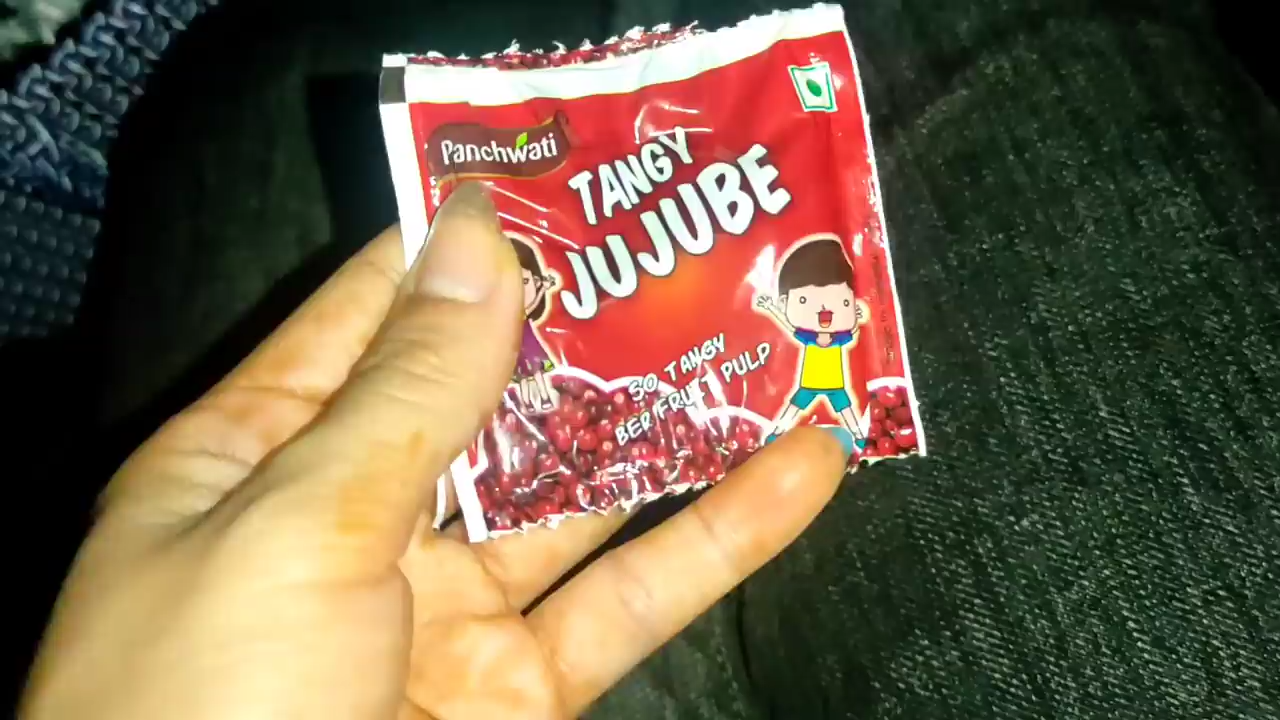 Panchwati
TANGY
JUJUBE
SO TANGY
BER FRUIT PULP